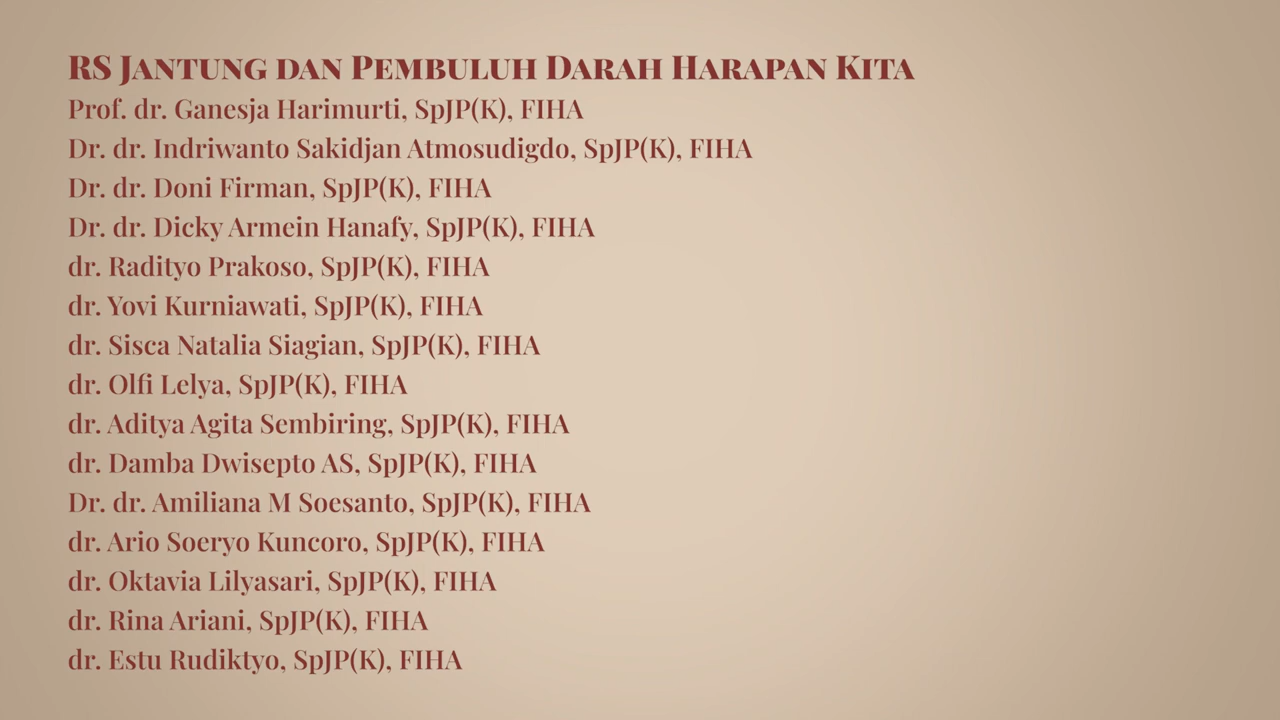 RS Jantung dan Pembuluh Darah Harapan Kita
Prof. dr. Ganesja Harimurti, SpJP(K), FIHA
Dr. dr. Indriwanto Sakidjan Atmosudigdo, SpJP(K), FIHA
Dr. dr. Doni Firman, SpJP(K), FIHA
Dr. dr. Dicky Armein Hanafy, SpJP(K), FIHA
dr. Radityo Prakoso, SpJP(K), FIHA
dr. Yovi Kurniawati, SpJP(K), FIHA
dr. Sisca Natalia Siagian, SpJP(K), FIHA
dr. Olfi Lelya, SpJP(K), FIHA
dr. Aditya Agita Sembiring, SpJP(K), FIHA
dr. Damba Dwisepto AS, SpJP(K), FIHA
Dr. dr. Amiliana M Soesanto, SpJP(K), FIHA
dr. Ario Soeryo Kuncoro, SpJP(K), FIHA
dr. Oktavia Lilyasari, SpJP(K), FIHA
dr. Rina Ariani, SpJP(K), FIHA
dr. Estu Rudiktyo, SpJP(K), FIHA